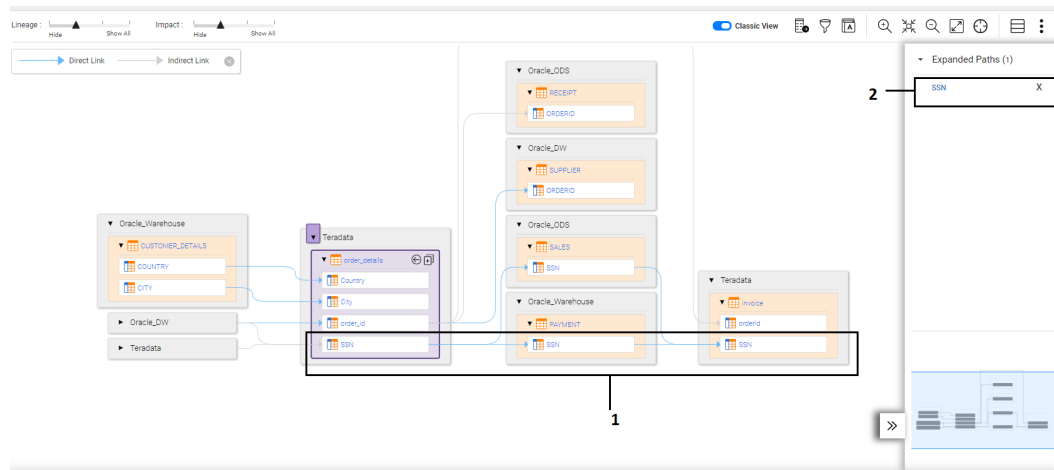 Lineage :
Hide
Show All
Impact :
Hide
Show All
Classic View
Direct Link
Indirect Link
Expanded Paths (1)
SSN X
2
Oracle_ODS
RECEIPT
ORDERID
Oracle_DW
SUPPLIER
ORDERID
Oracle_Warehouse
CUSTOMER_DETAILS
COUNTRY
CITY
Oracle_DW
Teradata
Teradata
order_details
Country
City
order_id
SSN
Oracle_ODS
SALES
SSN
Oracle_Warehouse
PAYMENT
SSN
Teradata
invoice
orderid
SSN
1